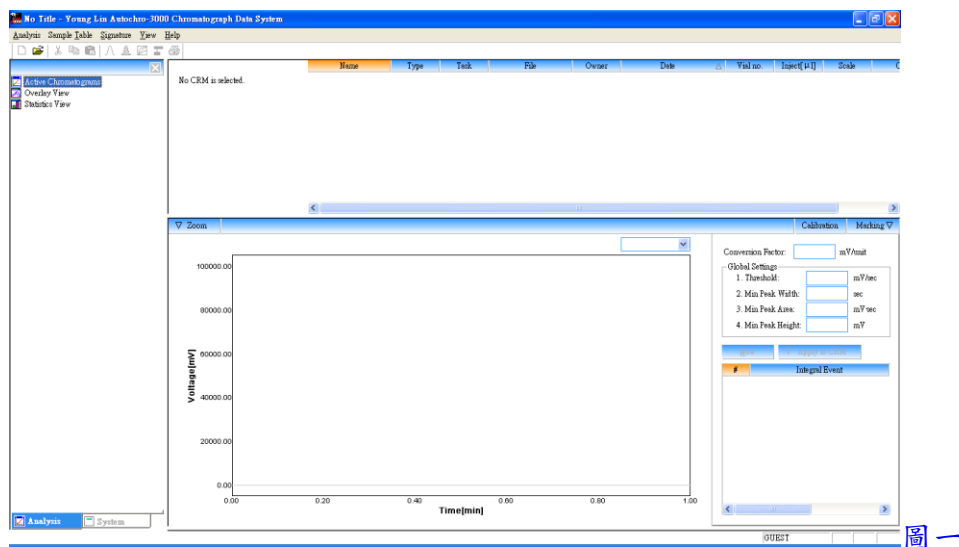 No Title - Young Lin Autochro-3000 Chromatograph Data System
Analysis Sample Table Signature View Help
Name Type Task File Owner Date Vial no. Inject[µl] Scale
Active Chromatograms
Overlay View
Statistics View
No CRM is selected.
▽ Zoom Calibration Marking ▽
Conversion Factor: mV/unit
Global Settings
1. Threshold: mV/sec
2. Min Peak Width: sec
3. Min Peak Area: mV·sec
4. Min Peak Height: mV
# Integral Event
Voltage[mV]
100000.00
80000.00
60000.00
40000.00
20000.00
0.00
0.00 0.20 0.40 0.60 0.80 1.00
Time[min]
Analysis System
GUEST
圖一